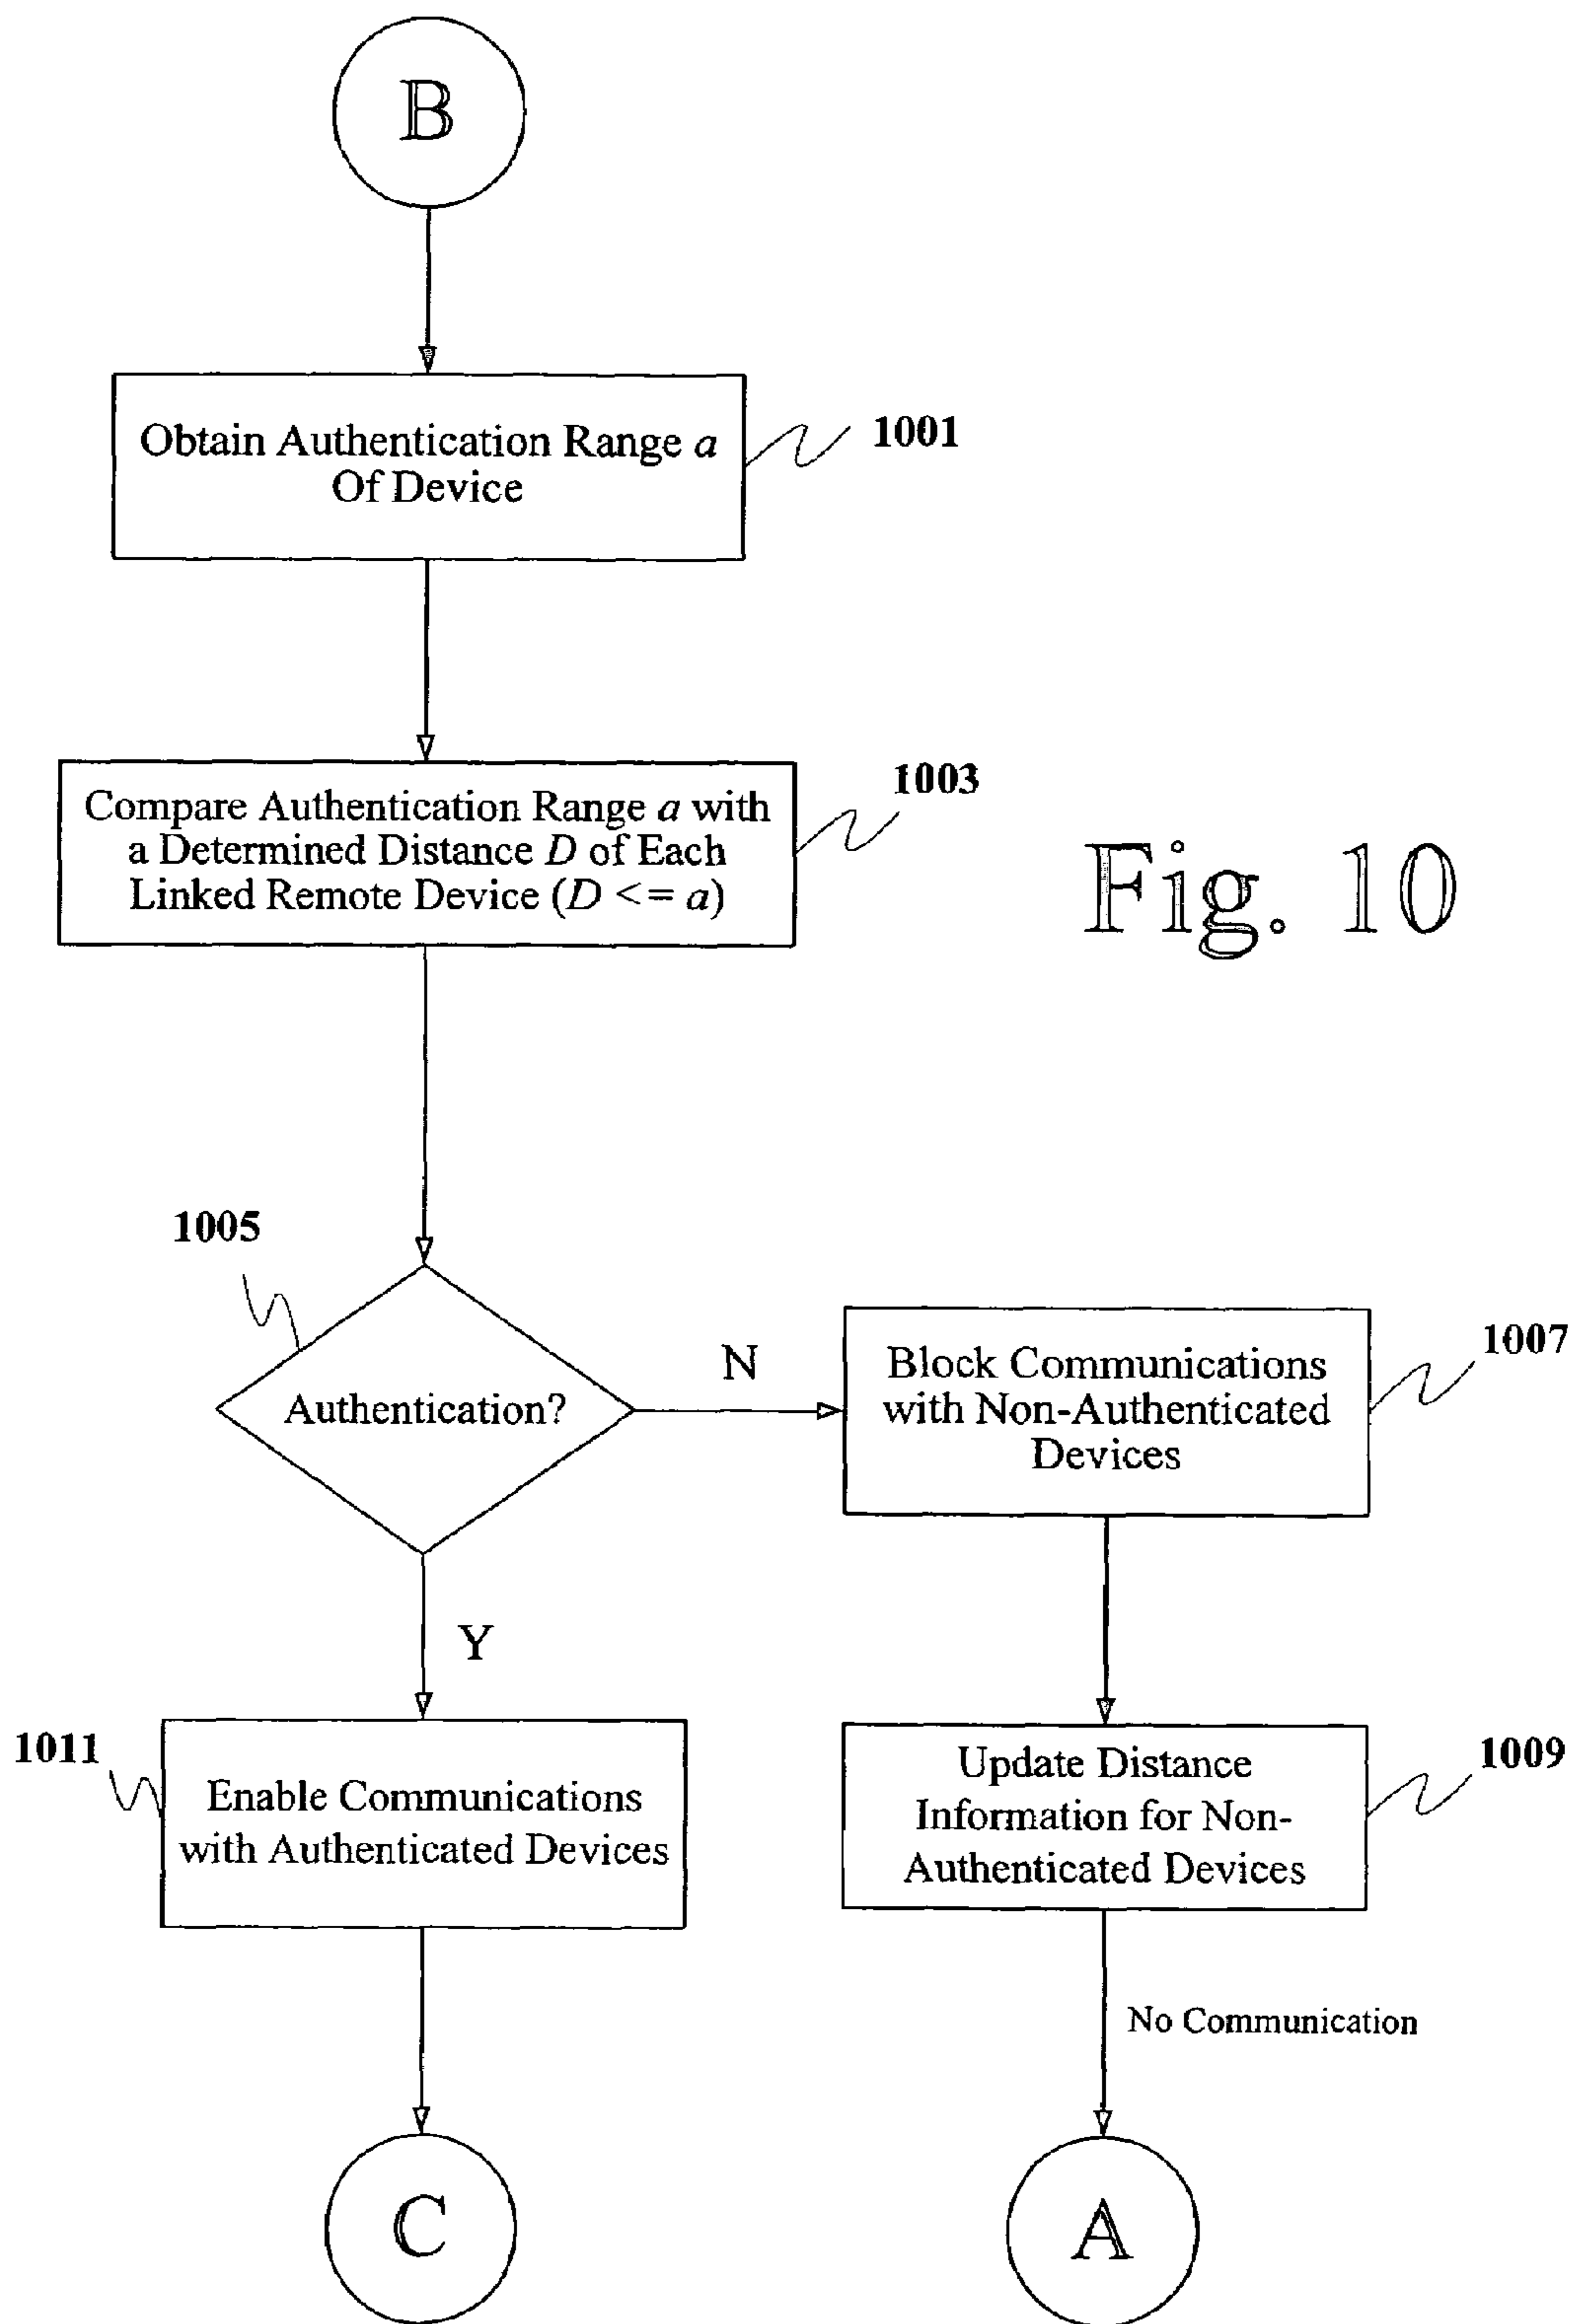 B
Obtain Authentication Range a
Of Device
1001
Compare Authentication Range a with
a Determined Distance D of Each
Linked Remote Device (D <= a)
1003
Fig. 10
1005
Authentication?
N
Block Communications
with Non-Authenticated
Devices
1007
Y
1011
Enable Communications
with Authenticated Devices
Update Distance
Information for Non-
Authenticated Devices
1009
No Communication
C
A